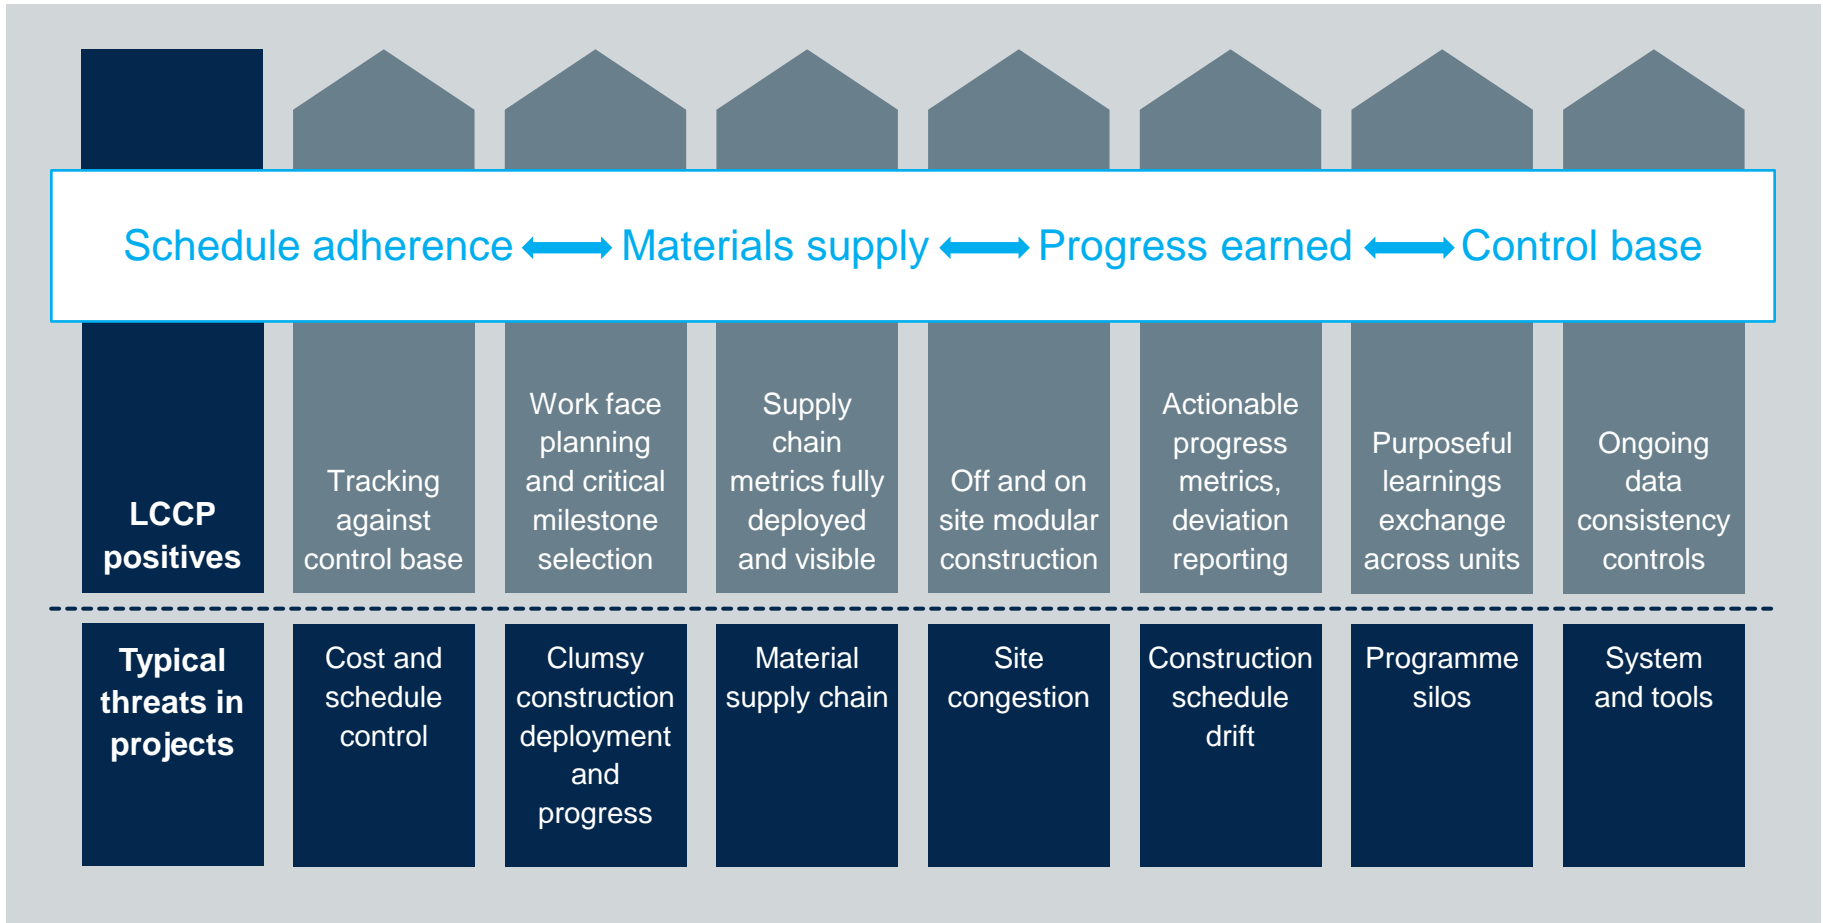 Schedule adherence Materials supply Progress earned Control base
LCCP
positives
Tracking
against
control base
Work face
planning
and critical
milestone
selection
Supply
chain
metrics fully
deployed
and visible
Off and on
site modular
construction
Actionable
progress
metrics,
deviation
reporting
Purposeful
learnings
exchange
across units
Ongoing
data
consistency
controls
Typical
threats in
projects
Cost and
schedule
control
Clumsy
construction
deployment
and
progress
Material
supply chain
Site
congestion
Construction
schedule
drift
Programme
silos
System
and tools